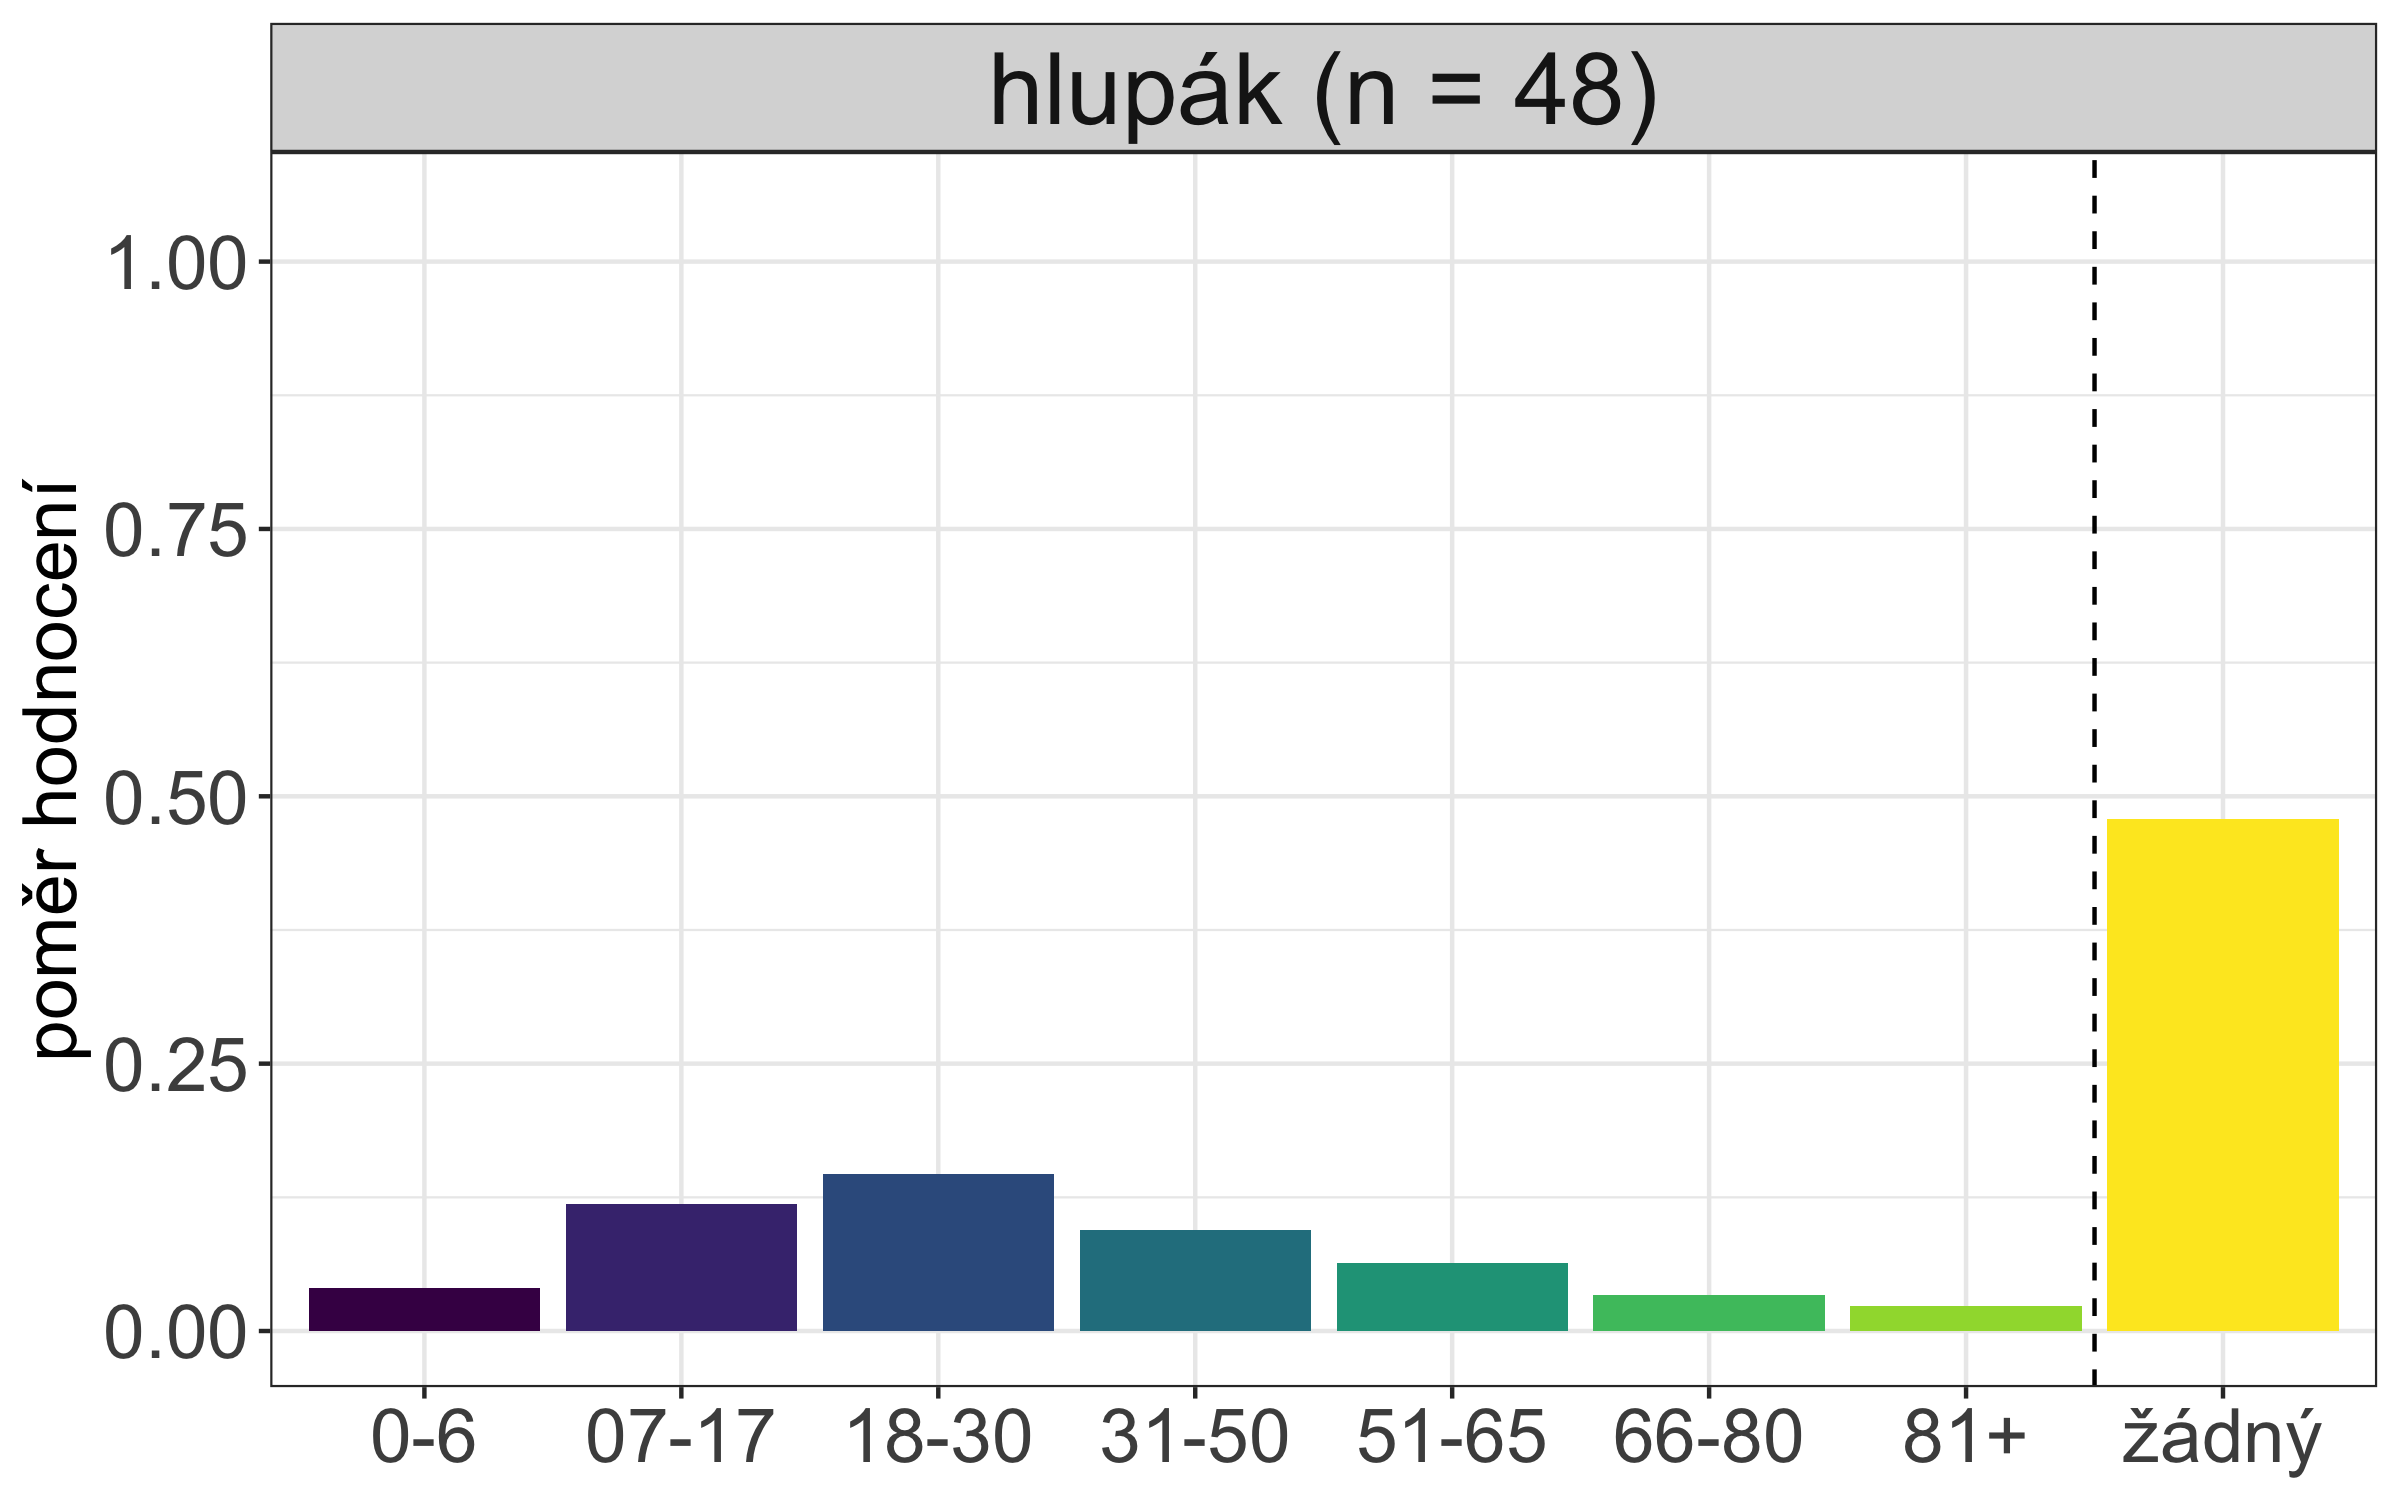 hlupák (n = 48)
poměr hodnocení
1.00
0.75
0.50
0.25
0.00
0-6 07-17 18-30 31-50 51-65 66-80 81+ žádný